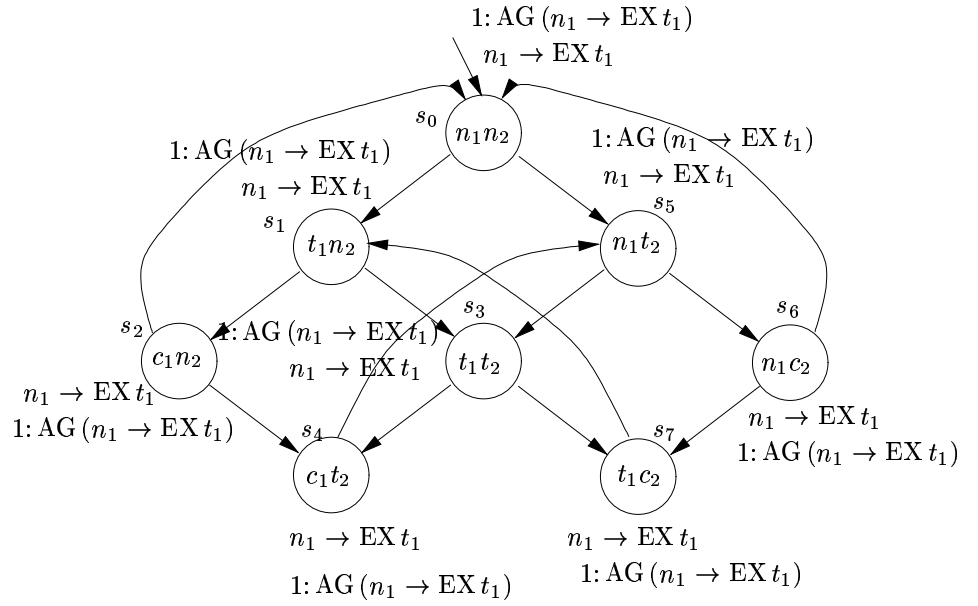 1: AG (n₁ → EX t₁)
n₁ → EX t₁
s₀
n₁n₂
1: AG (n₁ → EX t₁)
n₁ → EX t₁
1: AG (n₁ → EX t₁)
n₁ → EX t₁
s₁
t₁n₂
s₅
n₁t₂
s₂
c₁n₂
1: AG (n₁ → EX t₁)
n₁ → EX t₁
s₃
t₁t₂
s₆
n₁c₂
n₁ → EX t₁
1: AG (n₁ → EX t₁)
n₁ → EX t₁
1: AG (n₁ → EX t₁)
s₄
c₁t₂
s₇
t₁c₂
n₁ → EX t₁
1: AG (n₁ → EX t₁)
n₁ → EX t₁
1: AG (n₁ → EX t₁)